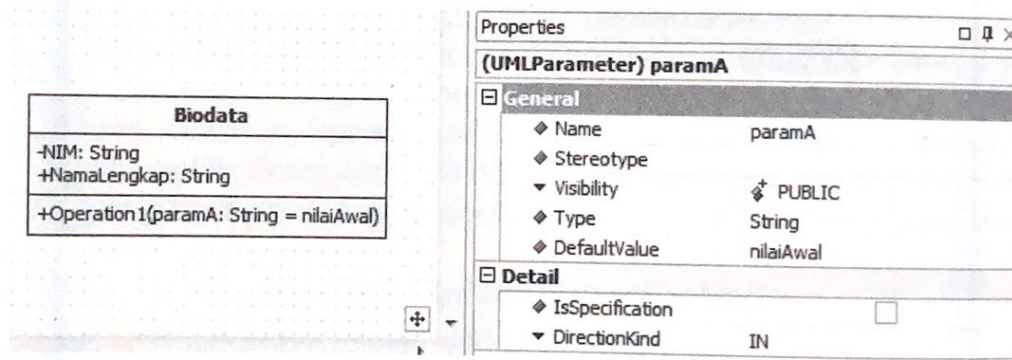 Biodata
-NIM: String
+NamaLengkap: String
+Operation1(paramA: String = nilaiAwal)
Properties
(UMLParameter) paramA
General
Name paramA
Stereotype
Visibility PUBLIC
Type String
DefaultValue nilaiAwal
Detail
IsSpecification
DirectionKind IN